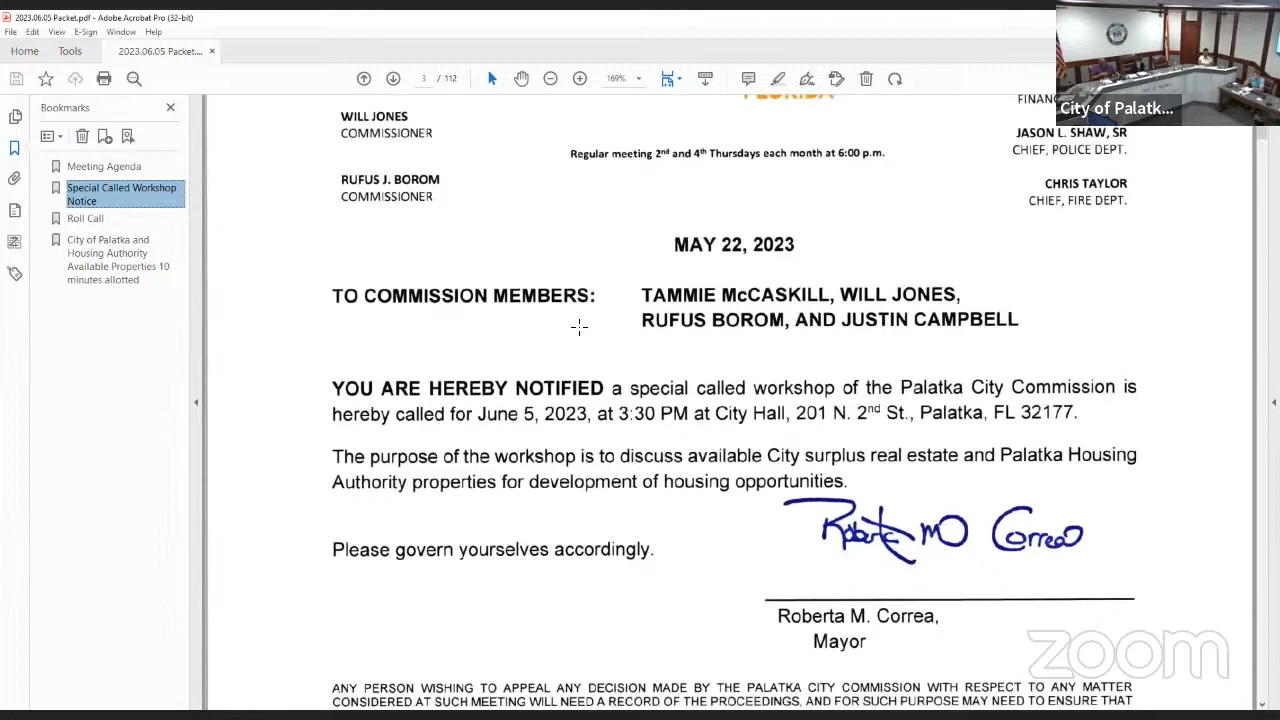 2023.06.05 Packet.pdf - Adobe Acrobat Pro (32-bit)
File Edit View E-Sign Window Help
Home Tools 2023.06.05 Packet.... ×
3 / 112 169%
City of Palatk...
Bookmarks
Meeting Agenda
Special Called Workshop
Notice
Roll Call
City of Palatka and
Housing Authority
Available Properties 10
minutes allotted
FLORIDA
WILL JONES
COMMISSIONER
RUFUS J. BOROM
COMMISSIONER
Regular meeting 2nd and 4th Thursdays each month at 6:00 p.m.
FINANC
JASON L. SHAW, SR
CHIEF, POLICE DEPT.
CHRIS TAYLOR
CHIEF, FIRE DEPT.
MAY 22, 2023
TO COMMISSION MEMBERS: TAMMIE McCASKILL, WILL JONES,
RUFUS BOROM, AND JUSTIN CAMPBELL
YOU ARE HEREBY NOTIFIED a special called workshop of the Palatka City Commission is
hereby called for June 5, 2023, at 3:30 PM at City Hall, 201 N. 2nd St., Palatka, FL 32177.
The purpose of the workshop is to discuss available City surplus real estate and Palatka Housing
Authority properties for development of housing opportunities.
Roberta M Correa
Please govern yourselves accordingly.
Roberta M. Correa,
Mayor
zoom
ANY PERSON WISHING TO APPEAL ANY DECISION MADE BY THE PALATKA CITY COMMISSION WITH RESPECT TO ANY MATTER
CONSIDERED AT SUCH MEETING WILL NEED A RECORD OF THE PROCEEDINGS, AND FOR SUCH PURPOSE MAY NEED TO ENSURE THAT